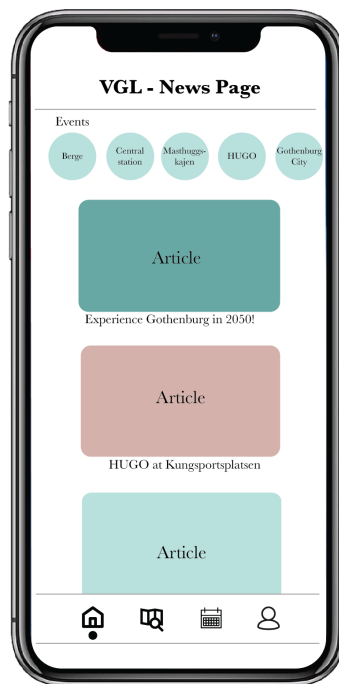 VGL - News Page
Events
Berge
Central
station
Masthuggs-
kajen
HUGO
Gothenburg
City
Article
Experience Gothenburg in 2050!
Article
HUGO at Kungsportsplatsen
Article